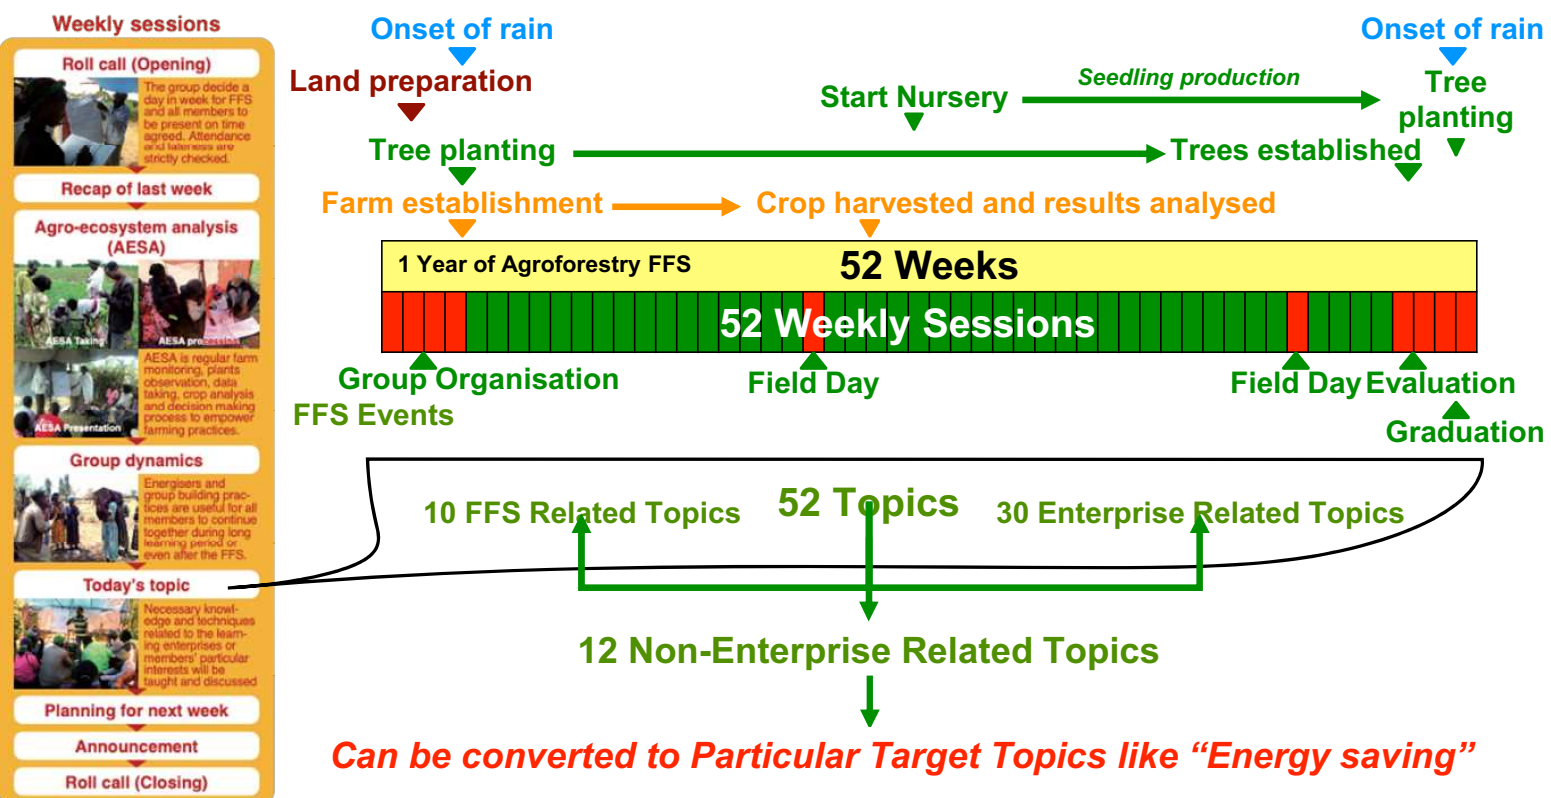 Weekly sessions
Roll call (Opening)
The group decide a
day in week for FFS
and all members to
be present on time
agreed. Attendance
and lateness are
strictly checked.
Recap of last week
Agro-ecosystem analysis
(AESA)
AESA Taking
AESA processing
AESA Presentation
AESA is regular farm
monitoring, plants
observation, data
taking, crop analysis
and decision making
process to empower
farming practices.
Group dynamics
Energisers and
group building prac-
tices are useful for all
members to continue
together during long
learning period or
even after the FFS.
Today's topic
Necessary knowl-
edge and techniques
related to the learn-
ing enterprises or
members' particular
interests will be
taught and discussed
Planning for next week
Announcement
Roll call (Closing)
Onset of rain
Onset of rain
Land preparation
Seedling production
Start Nursery
Tree
planting
Tree planting
Trees established
Farm establishment
Crop harvested and results analysed
1 Year of Agroforestry FFS
52 Weeks
52 Weekly Sessions
Group Organisation
Field Day
Field Day
Evaluation
FFS Events
Graduation
10 FFS Related Topics
52 Topics
30 Enterprise Related Topics
12 Non-Enterprise Related Topics
Can be converted to Particular Target Topics like “Energy saving”